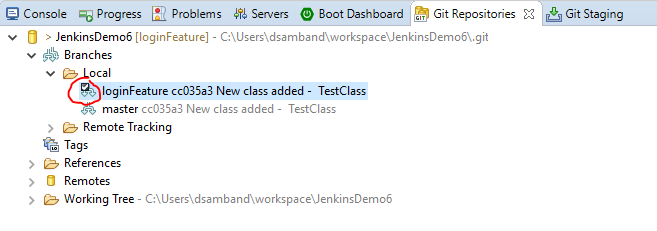 Console Progress Problems Servers Boot Dashboard Git Repositories Git Staging
> JenkinsDemo6 [loginFeature] - C:\Users\dsamband\workspace\JenkinsDemo6\.git
Branches
Local
loginFeature cc035a3 New class added - TestClass
master cc035a3 New class added - TestClass
Remote Tracking
Tags
References
Remotes
Working Tree - C:\Users\dsamband\workspace\JenkinsDemo6